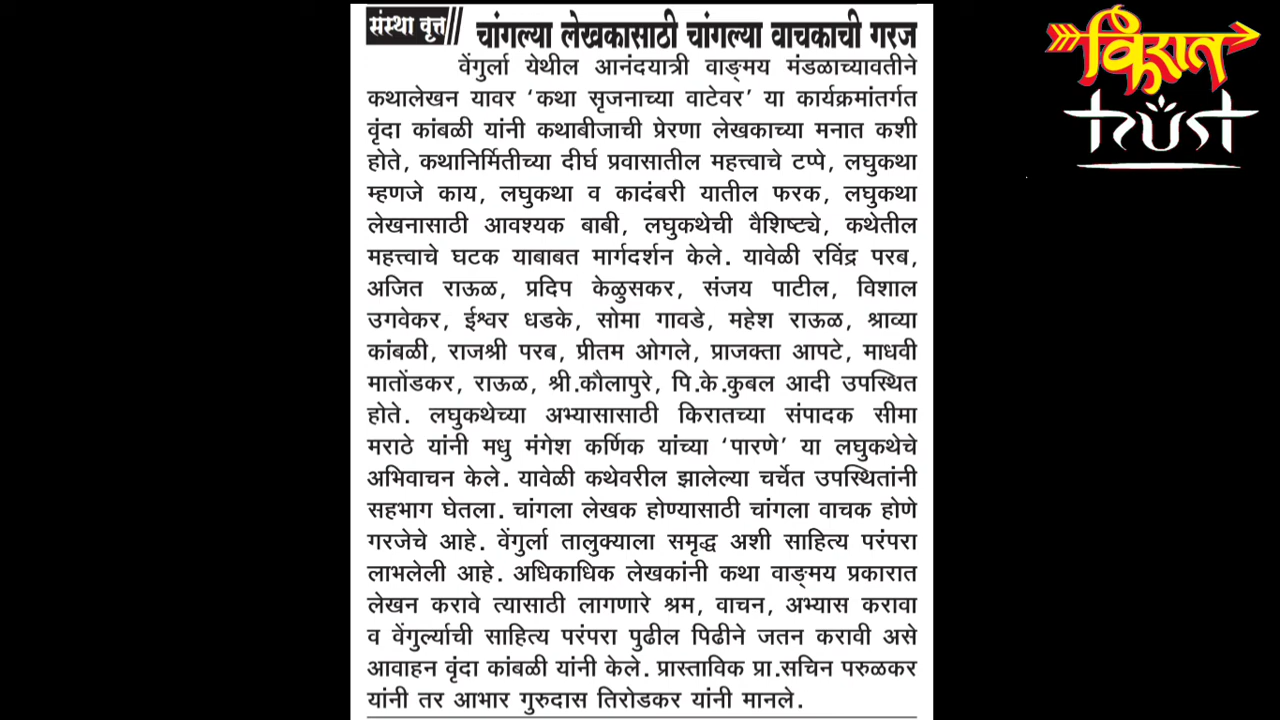 संस्था वृत्त
चांगल्या लेखकासाठी चांगल्या वाचकाची गरज
वेंगुर्ला येथील आनंदयात्री वाङ्मय मंडळाच्यावतीने
कथालेखन यावर 'कथा सृजनाच्या वाटेवर' या कार्यक्रमांतर्गत
वृंदा कांबळी यांनी कथाबीजाची प्रेरणा लेखकाच्या मनात कशी
होते, कथानिर्मितीच्या दीर्घ प्रवासातील महत्त्वाचे टप्पे, लघुकथा
म्हणजे काय, लघुकथा व कादंबरी यातील फरक, लघुकथा
लेखनासाठी आवश्यक बाबी, लघुकथेची वैशिष्ट्ये, कथेतील
महत्त्वाचे घटक याबाबत मार्गदर्शन केले. यावेळी रविंद्र परब,
अजित राऊळ, प्रदिप केळुसकर, संजय पाटील, विशाल
उगवेकर, ईश्वर धडके, सोमा गावडे, महेश राऊळ, श्राव्या
कांबळी, राजश्री परब, प्रीतम ओगले, प्राजक्ता आपटे, माधवी
मातोंडकर, राऊळ, श्री.कौलापुरे, पि.के.कुबल आदी उपस्थित
होते. लघुकथेच्या अभ्यासासाठी किरातच्या संपादक सीमा
मराठे यांनी मधु मंगेश कर्णिक यांच्या 'पारणे' या लघुकथेचे
अभिवाचन केले. यावेळी कथेवरील झालेल्या चर्चेत उपस्थितांनी
सहभाग घेतला. चांगला लेखक होण्यासाठी चांगला वाचक होणे
गरजेचे आहे. वेंगुर्ला तालुक्याला समृद्ध अशी साहित्य परंपरा
लाभलेली आहे. अधिकाधिक लेखकांनी कथा वाङ्मय प्रकारात
लेखन करावे त्यासाठी लागणारे श्रम, वाचन, अभ्यास करावा
व वेंगुर्ल्याची साहित्य परंपरा पुढील पिढीने जतन करावी असे
आवाहन वृंदा कांबळी यांनी केले. प्रास्ताविक प्रा.सचिन परुळकर
यांनी तर आभार गुरुदास तिरोडकर यांनी मानले.
किरात
trust